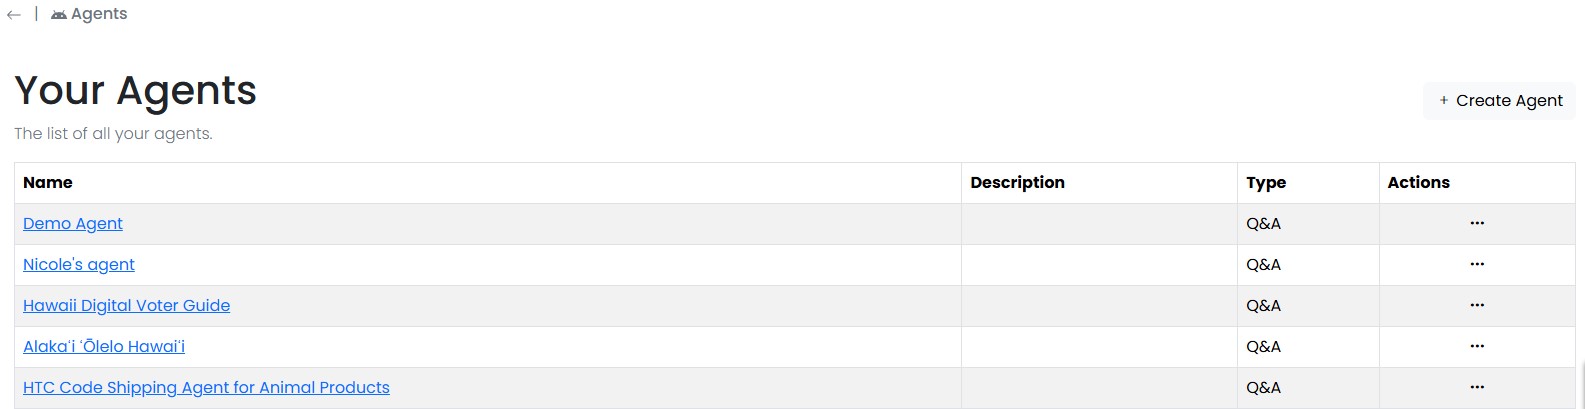 ← | Agents
Your Agents
+ Create Agent
The list of all your agents.
Name Description Type Actions
Demo Agent Q&A ...
Nicole's agent Q&A ...
Hawaii Digital Voter Guide Q&A ...
Alakaʻi ʻŌlelo Hawaiʻi Q&A ...
HTC Code Shipping Agent for Animal Products Q&A ...